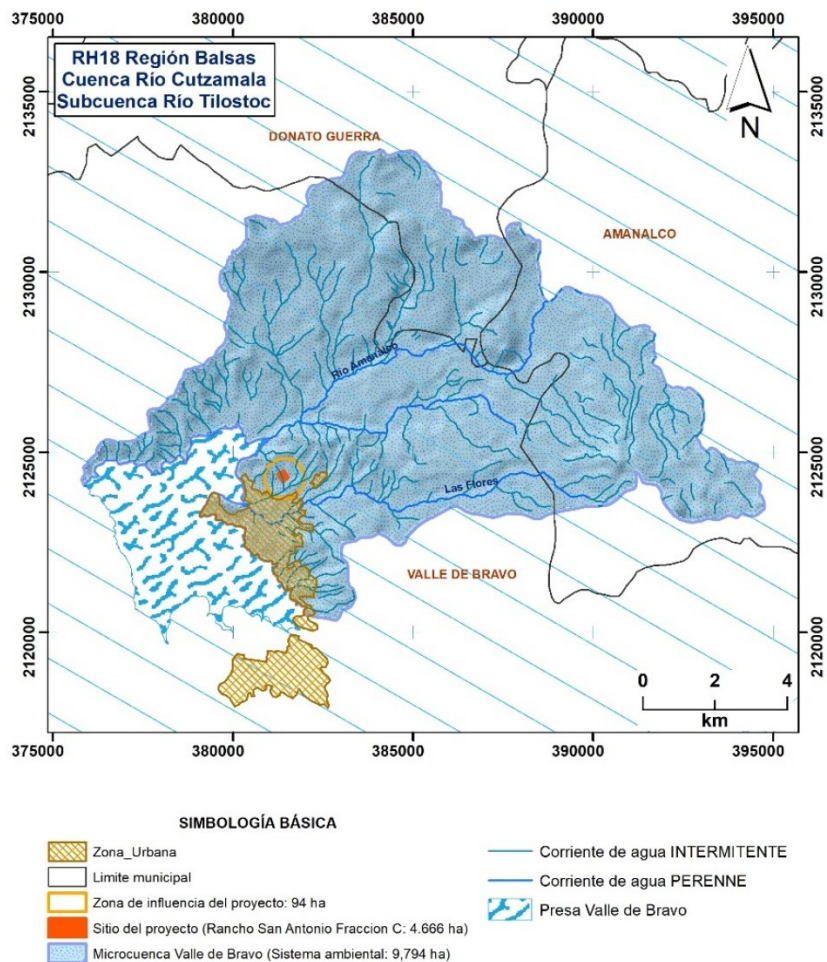 375000 380000 385000 390000 395000
RH18 Región Balsas
Cuenca Río Cutzamala
Subcuenca Río Tilostoc
N
2135000 2135000
DONATO GUERRA
AMANALCO
2130000 2130000
Río Amanalco
2125000 2125000
Las Flores
VALLE DE BRAVO
2120000 2120000
0 2 4
km
375000 380000 385000 390000 395000
SIMBOLOGÍA BÁSICA
Zona_Urbana
Limite municipal
Zona de influencia del proyecto: 94 ha
Sitio del proyecto (Rancho San Antonio Fraccion C: 4.666 ha)
Microcuenca Valle de Bravo (Sistema ambiental: 9,794 ha)
Corriente de agua INTERMITENTE
Corriente de agua PERENNE
Presa Valle de Bravo